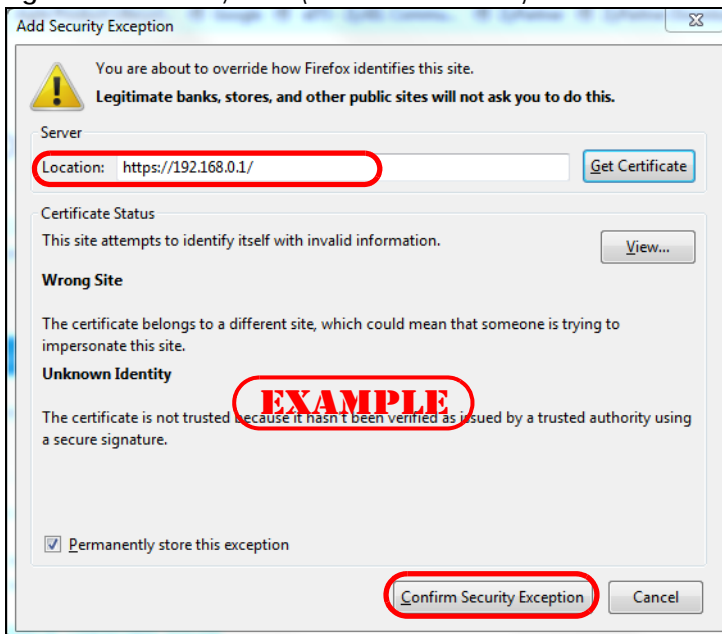 Add Security Exception
You are about to override how Firefox identifies this site.
Legitimate banks, stores, and other public sites will not ask you to do this.
Server
Location: https://192.168.0.1/ Get Certificate
Certificate Status
This site attempts to identify itself with invalid information. View...
Wrong Site
The certificate belongs to a different site, which could mean that someone is trying to
impersonate this site.
Unknown Identity
EXAMPLE
The certificate is not trusted because it hasn't been verified as issued by a trusted authority using
a secure signature.
Permanently store this exception
Confirm Security Exception Cancel